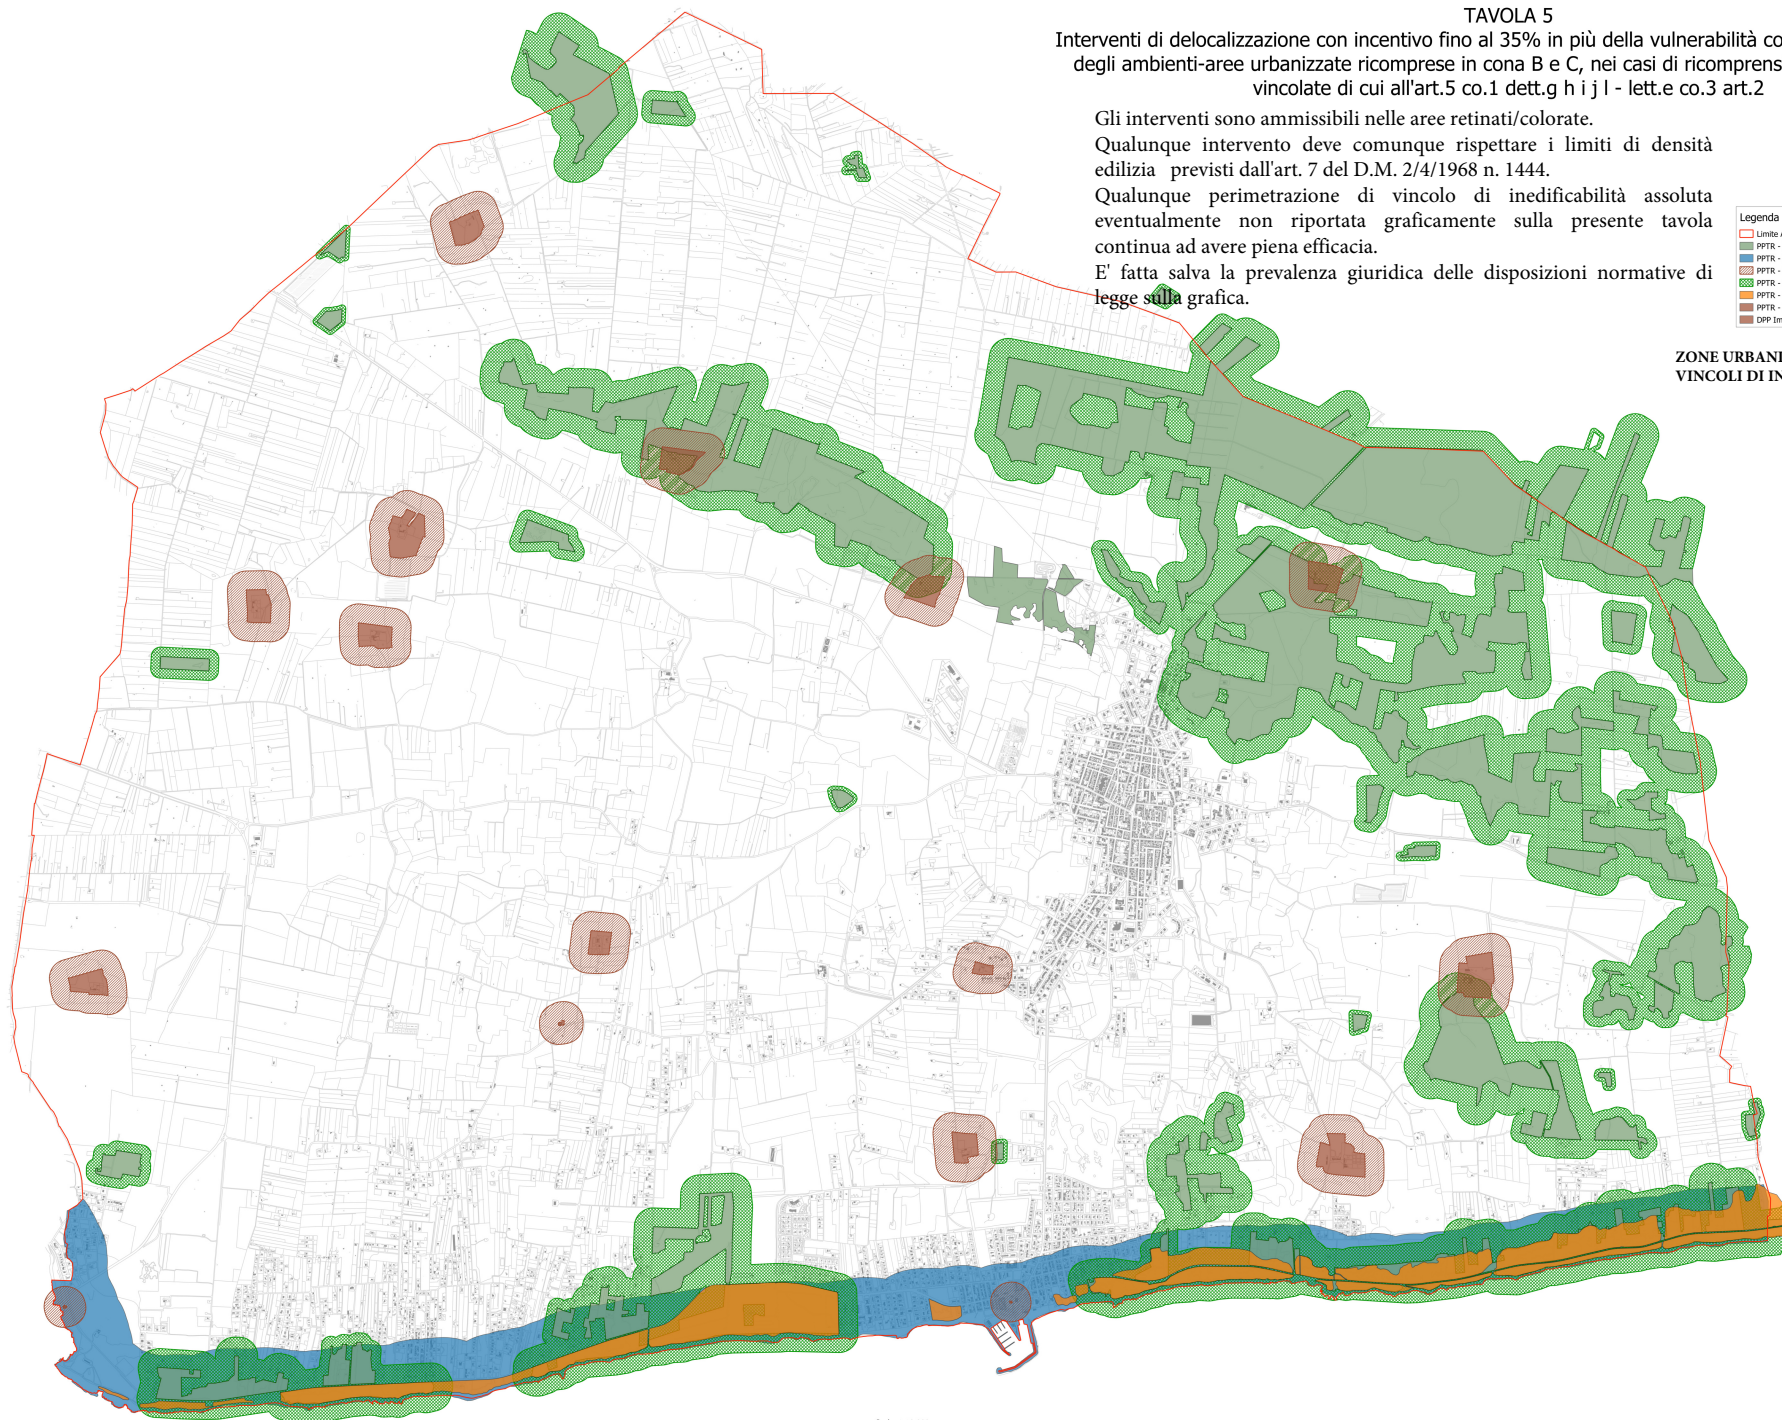 TAVOLA 5
Interventi di delocalizzazione con incentivo fino al 35% in più della vulnerabilità co
degli ambienti-aree urbanizzate ricomprese in cona B e C, nei casi di ricomprens
vincolate di cui all'art.5 co.1 dett.g h i j l - lett.e co.3 art.2
Gli interventi sono ammissibili nelle aree retinati/colorate.
Qualunque intervento deve comunque rispettare i limiti di densità
edilizia previsti dall'art. 7 del D.M. 2/4/1968 n. 1444.
Qualunque perimetrazione di vincolo di inedificabilità assoluta
eventualmente non riportata graficamente sulla presente tavola
continua ad avere piena efficacia.
E' fatta salva la prevalenza giuridica delle disposizioni normative di
legge sulla grafica.
Legenda
Limite A
PPTR -
PPTR -
PPTR -
PPTR -
PPTR -
PPTR -
DPP Im
ZONE URBANI
VINCOLI DI IN